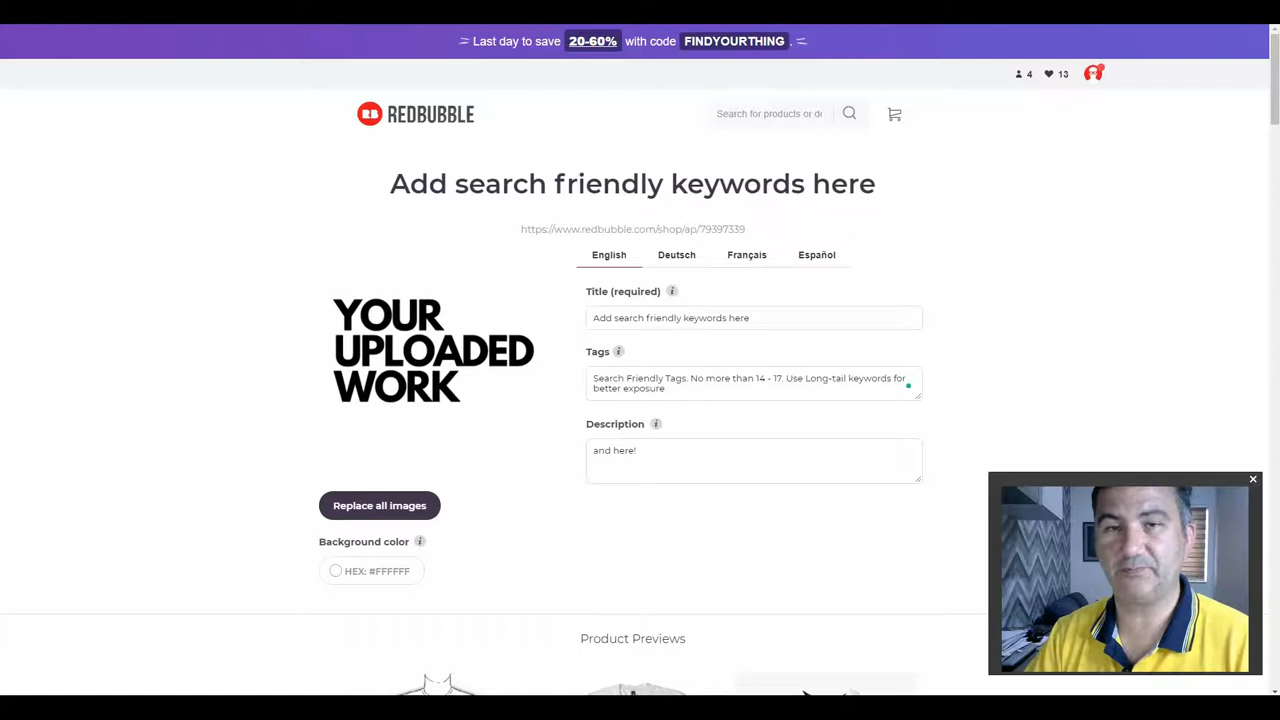 Last day to save 20-60% with code FINDYOURTHING.
4 13
RB REDBUBBLE
Search for products or de
Add search friendly keywords here
https://www.redbubble.com/shop/ap/79397339
English Deutsch Français Español
YOUR
UPLOADED
WORK
Title (required) i
Add search friendly keywords here
Tags i
Search Friendly Tags. No more than 14 - 17. Use Long-tail keywords for
better exposure
Description i
and here!
Replace all images
Background color i
HEX: #FFFFFF
Product Previews